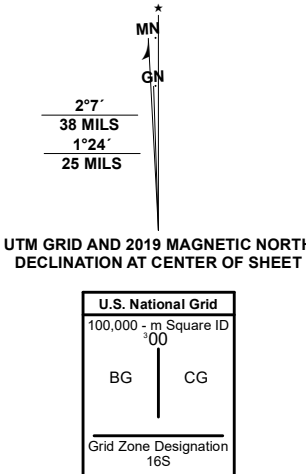 ★
MN
GN
2°7´
38 MILS
1°24´
25 MILS
UTM GRID AND 2019 MAGNETIC NORTH
DECLINATION AT CENTER OF SHEET
U.S. National Grid
100,000 - m Square ID
³00
BG CG
Grid Zone Designation
16S